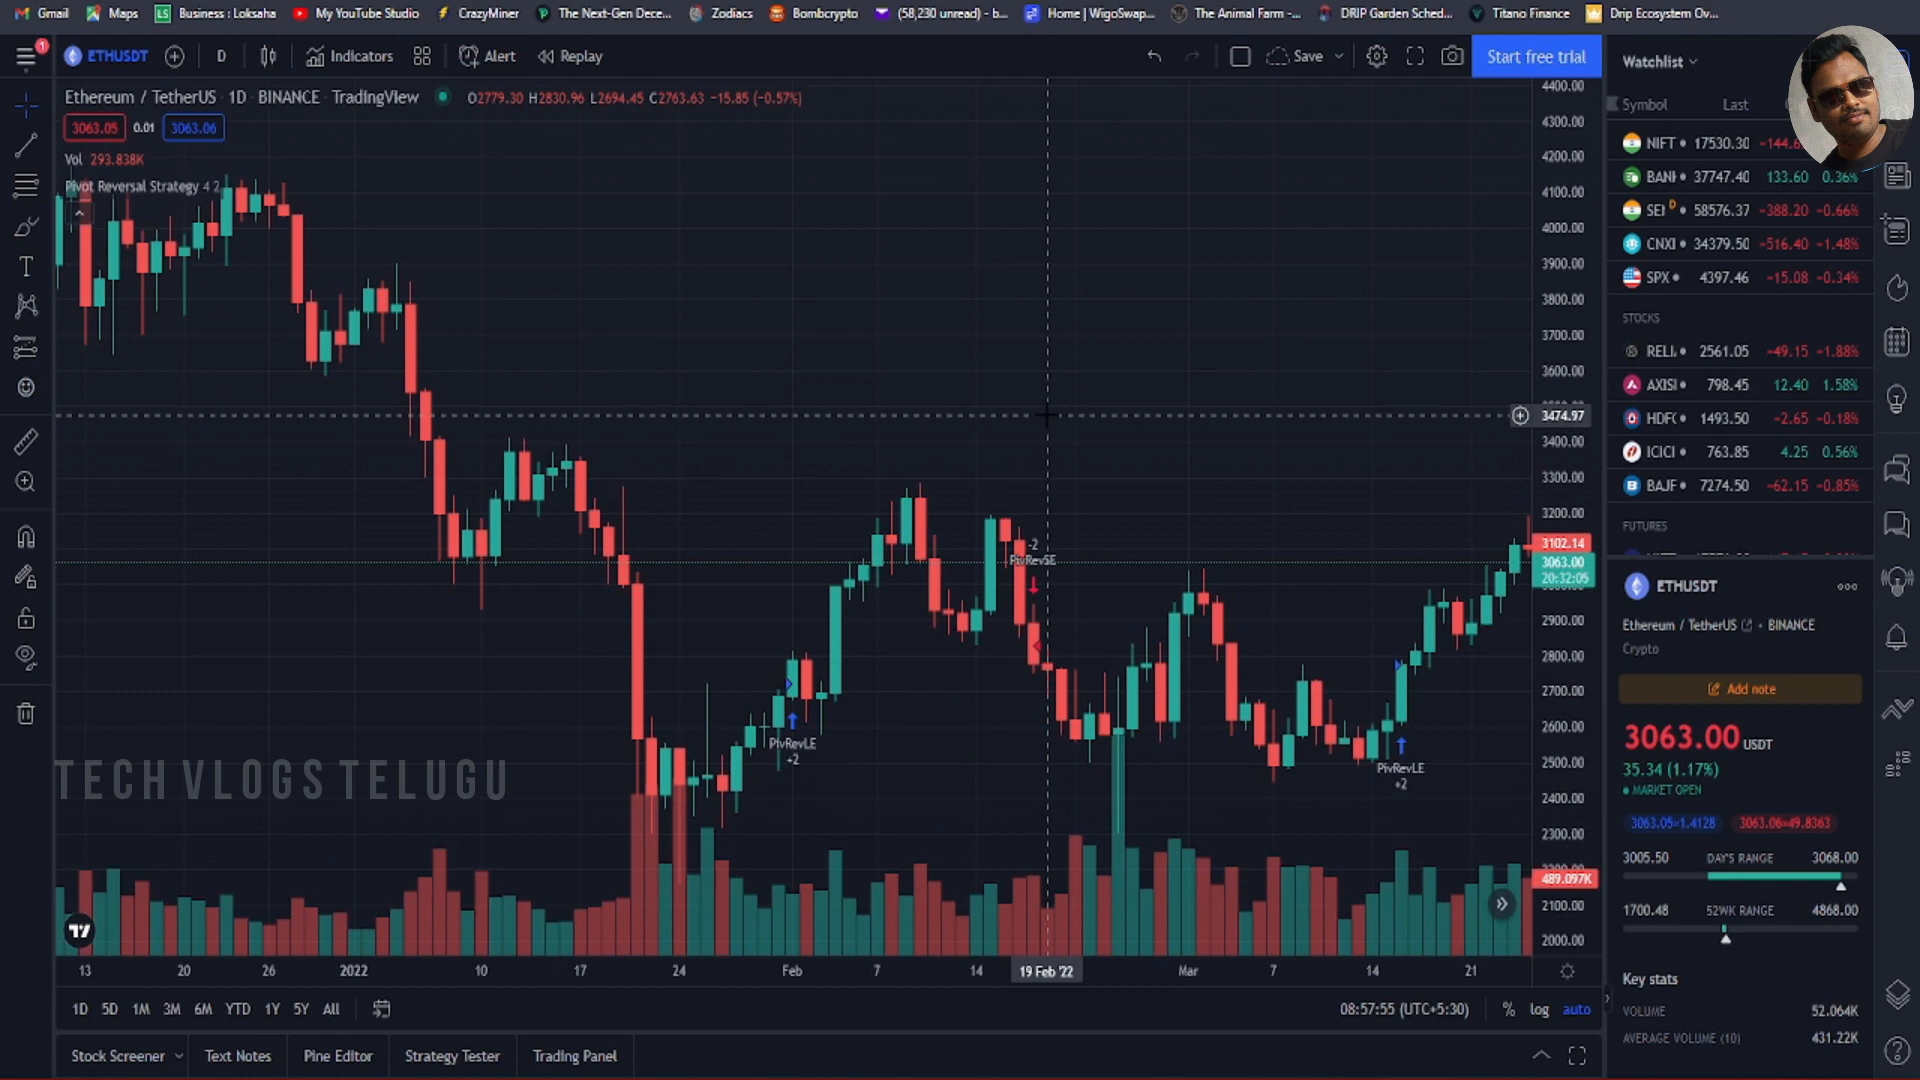 Gmail Maps Business : Loksaha My YouTube Studio CrazyMiner The Next-Gen Dece... Zodiacs Bombcrypto (58,230 unread) - b... Home | WigoSwap... The Animal Farm -... DRIP Garden Sched... Titano Finance Drip Ecosystem Ov...
1 ETHUSDT D Indicators Alert Replay Save Start free trial
Watchlist
Ethereum / TetherUS · 1D · BINANCE · TradingView O2779.30 H2830.96 L2694.45 C2763.63 −15.85 (−0.57%)
3063.05 0.01 3063.06
Vol 293.838K
Pivot Reversal Strategy 4 2
4400.00
4300.00
4200.00
4100.00
4000.00
3900.00
3800.00
3700.00
3600.00
3474.97
3400.00
3300.00
3200.00
3102.14
3063.00
20:32:05
2900.00
2800.00
2700.00
2600.00
2500.00
2400.00
2300.00
489.097K
2100.00
2000.00
-2
PivRevSE
PivRevLE
+2
PivRevLE
+2
TECH VLOGS TELUGU
13 20 26 2022 10 17 24 Feb 7 14 19 Feb '22 Mar 7 14 21
1D 5D 1M 3M 6M YTD 1Y 5Y All 08:57:55 (UTC+5:30) % log auto
Stock Screener Text Notes Pine Editor Strategy Tester Trading Panel
Symbol Last
NIFT 17530.30
BANI 37747.40 133.60 0.36%
SEI D 58576.37 −388.20 −0.66%
CNXI 34379.50 −516.40 −1.48%
SPX 4397.46 −15.08 −0.34%
STOCKS
RELI 2561.05 −49.15 −1.88%
AXISI 798.45 12.40 1.58%
HDFC 1493.50 −2.65 −0.18%
ICICI 763.85 4.25 0.56%
BAJF 7274.50 −62.15 −0.85%
FUTURES
ETHUSDT
Ethereum / TetherUS · BINANCE
Crypto
Add note
3063.00 USDT
35.34 (1.17%)
MARKET OPEN
3063.05×1.4128 3063.06×49.8363
3005.50 DAY'S RANGE 3068.00
1700.48 52WK RANGE 4868.00
Key stats
VOLUME 52.064K
AVERAGE VOLUME (10) 431.22K